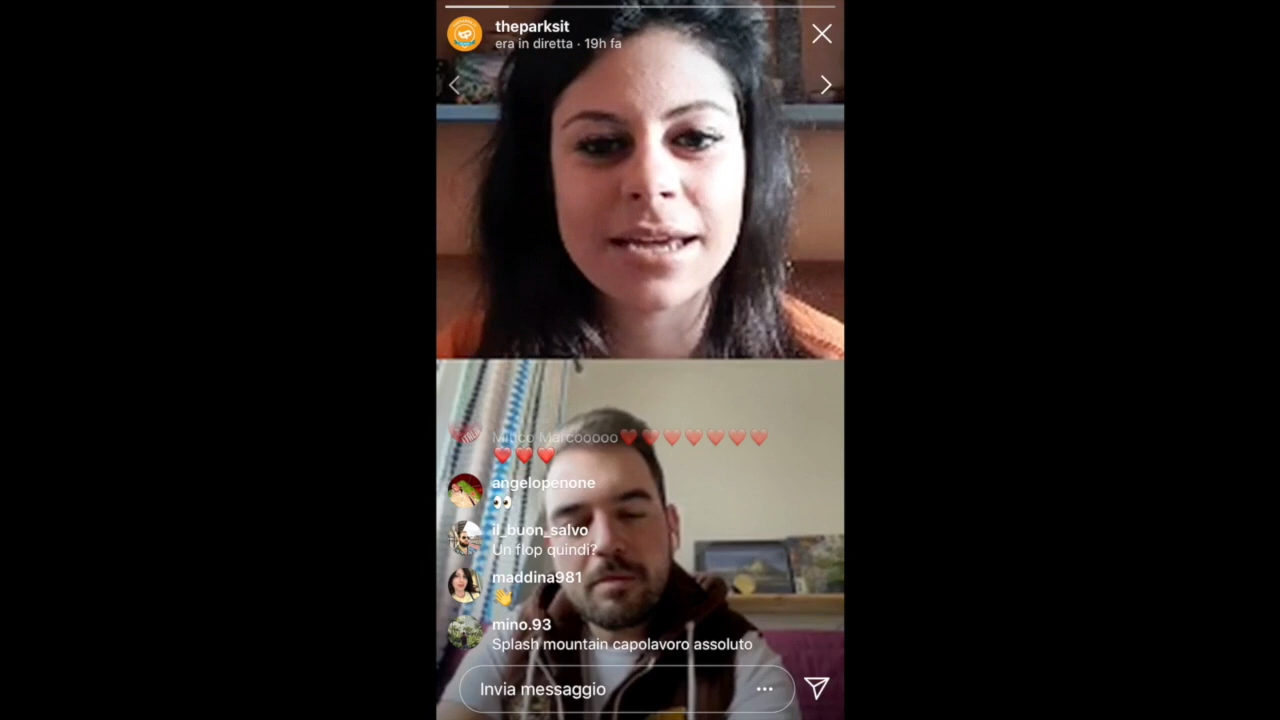 theparksit
era in diretta · 19h fa
Mitico Marcooooo❤️❤️❤️❤️❤️❤️❤️
❤️❤️❤️
angelopenone
👀
il_buon_salvo
Un flop quindi?
maddina981
👋
mino.93
Splash mountain capolavoro assoluto
Invia messaggio